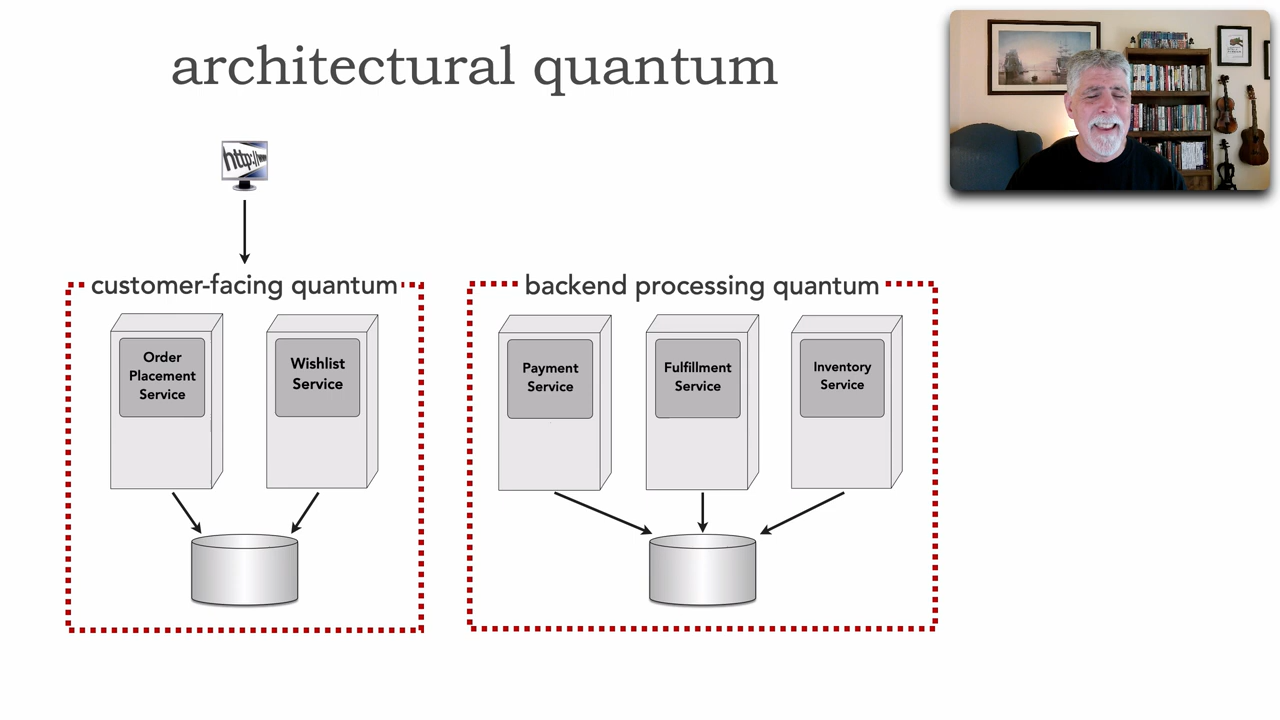 architectural quantum
http://www
customer-facing quantum
backend processing quantum
Order
Placement
Service
Wishlist
Service
Payment
Service
Fulfillment
Service
Inventory
Service